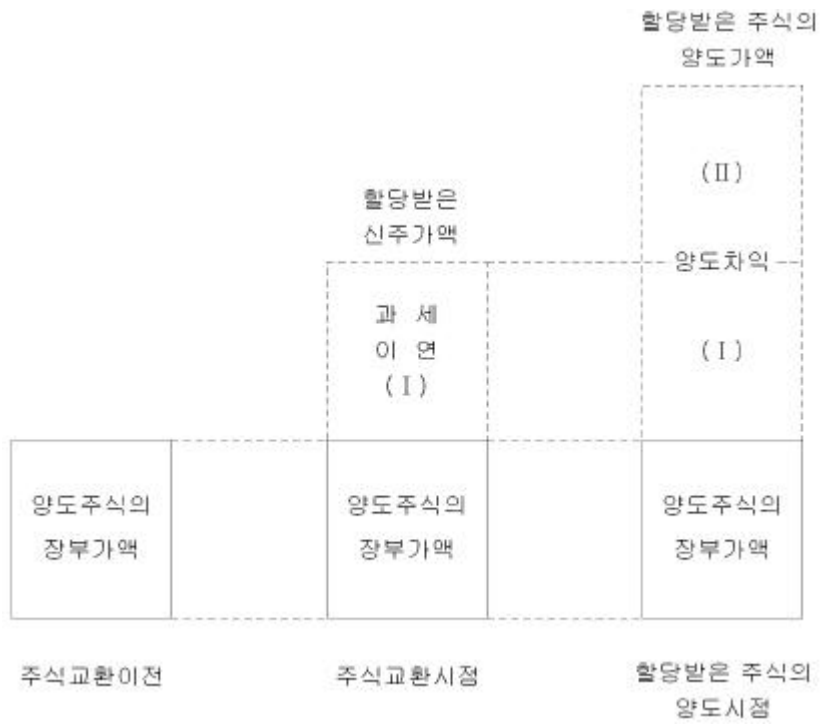 할당받은 주식의
양도가액
(Ⅱ)
할당받은
신주가액
양도차익
과 세
이 연
(Ⅰ)
(Ⅰ)
양도주식의
장부가액
양도주식의
장부가액
양도주식의
장부가액
주식교환이전
주식교환시점
할당받은 주식의
양도시점